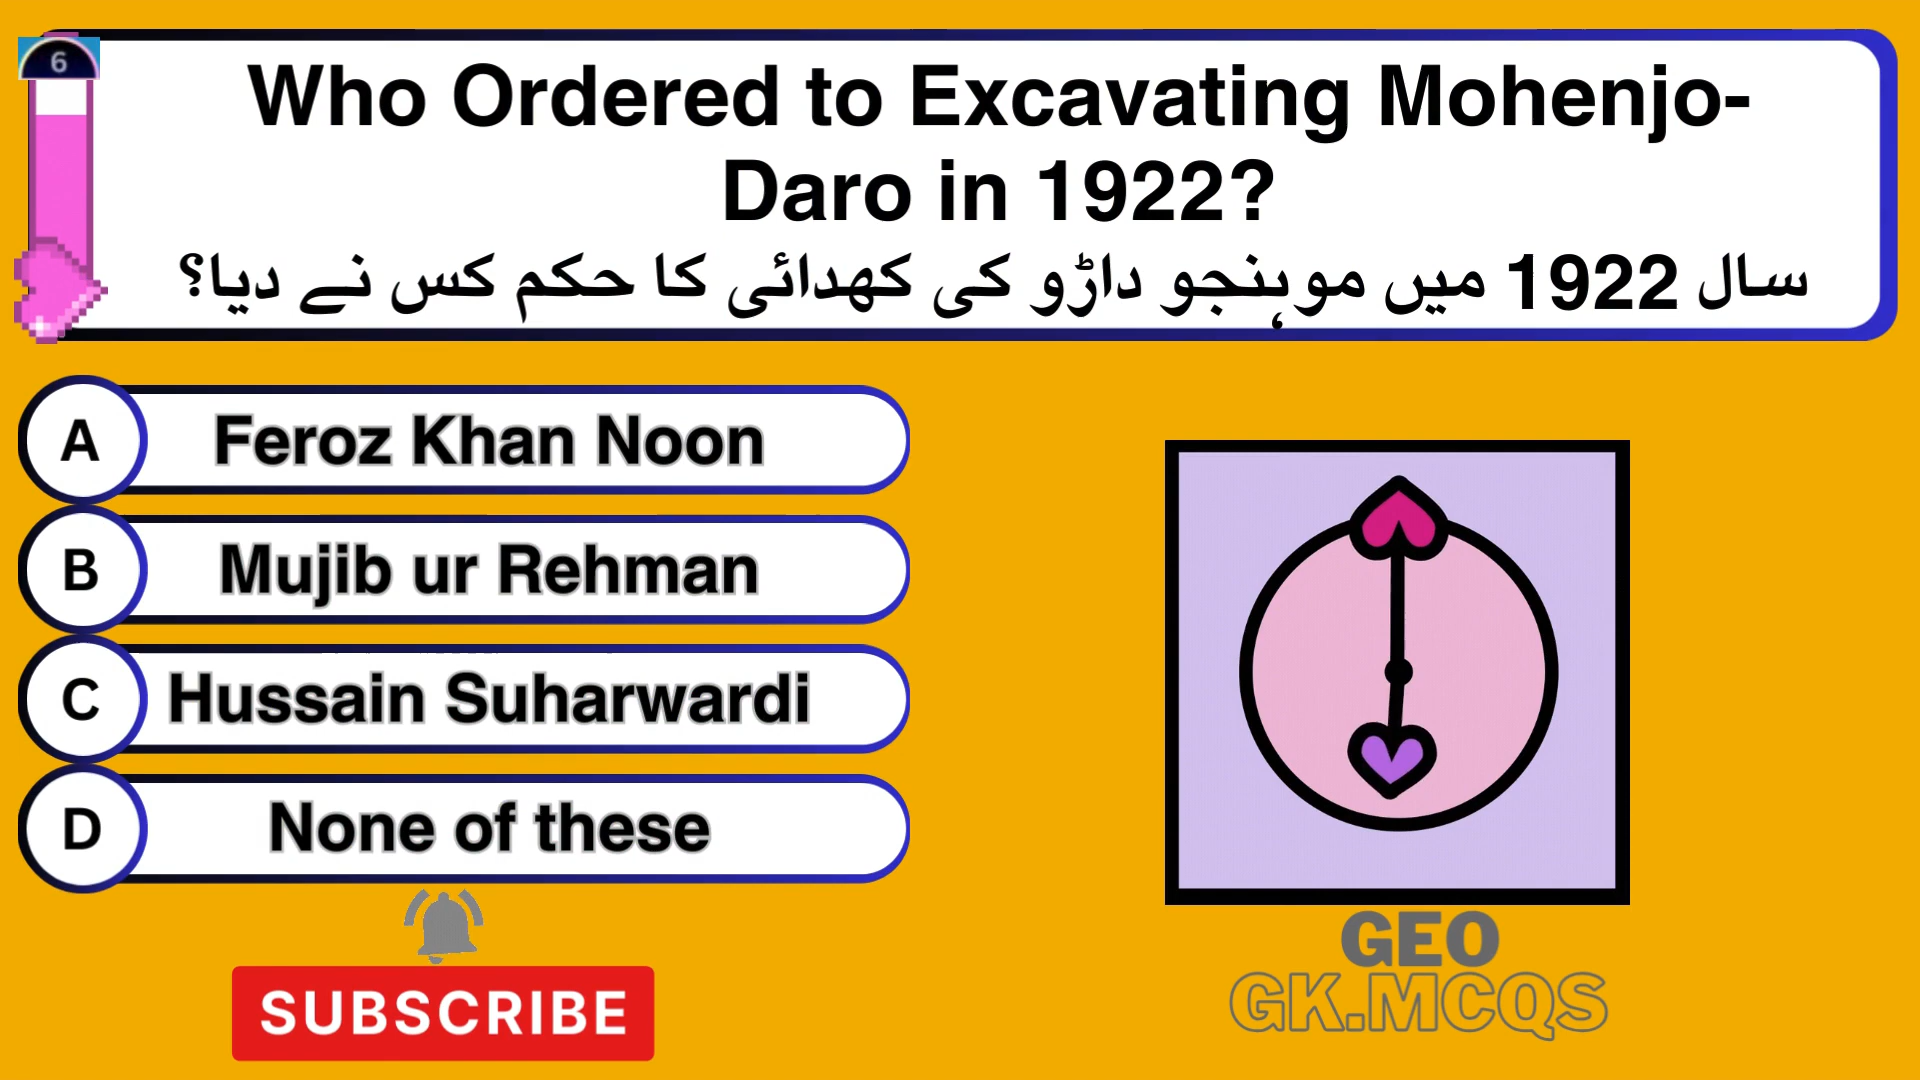 6
Who Ordered to Excavating Mohenjo-
Daro in 1922?
سال 1922 میں موہنجو داڑو کی کھدائی کا حکم کس نے دیا؟
A Feroz Khan Noon
B Mujib ur Rehman
C Hussain Suharwardi
D None of these
SUBSCRIBE
GEO
GK.MCQS